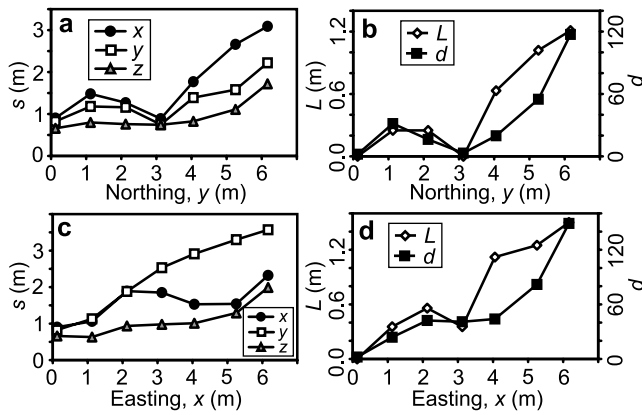 a
x
y
z
s (m)
3
2
1
0
0 1 2 3 4 5 6
Northing, y (m)
b
L
d
L (m)
1.2
0.6
0.0
d
120
60
0
0 1 2 3 4 5 6
Northing, y (m)
c
x
y
z
s (m)
3
2
1
0
0 1 2 3 4 5 6
Easting, x (m)
d
L
d
L (m)
1.2
0.6
0.0
d
120
60
0
0 1 2 3 4 5 6
Easting, x (m)